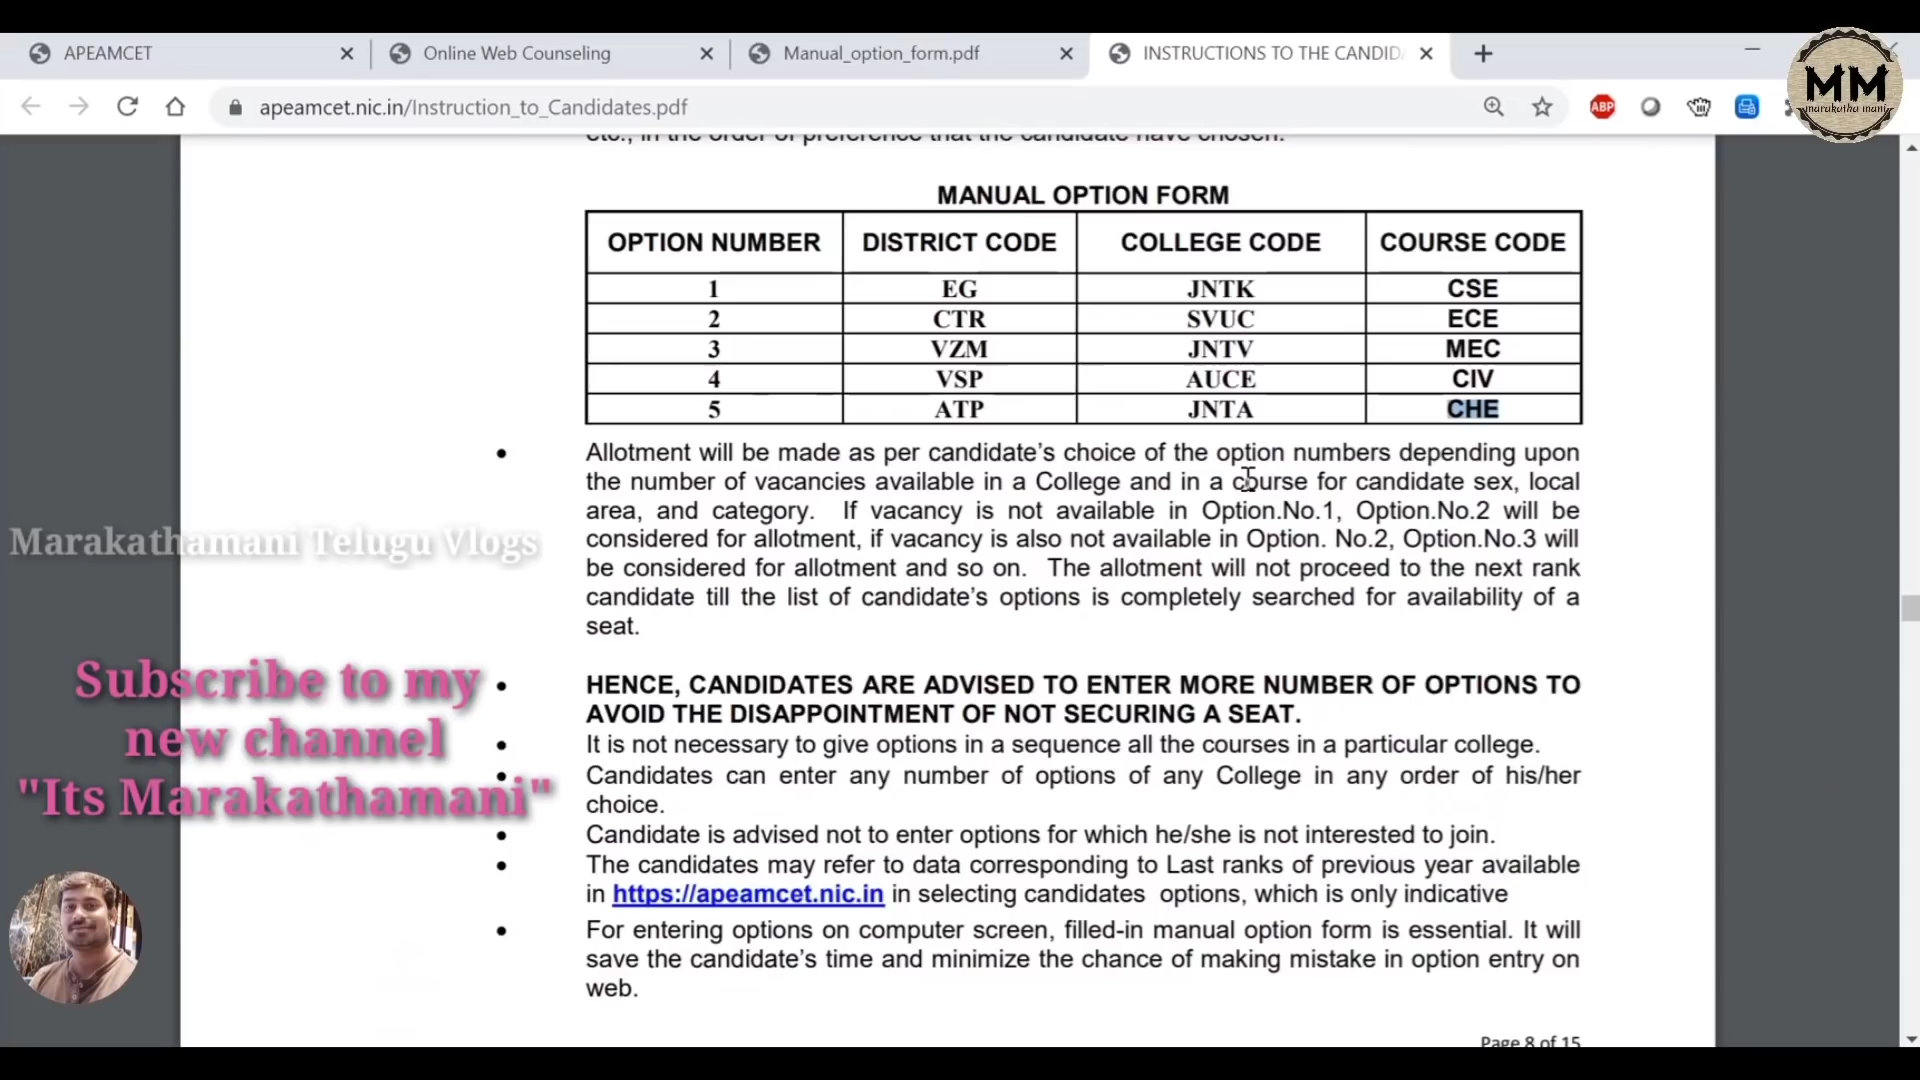 APEAMCET
Online Web Counseling
Manual_option_form.pdf
INSTRUCTIONS TO THE CANDID
apeamcet.nic.in/Instruction_to_Candidates.pdf
ABP
MM
marakatha mani
etc., in the order of preference that the candidate have chosen.
MANUAL OPTION FORM
OPTION NUMBER DISTRICT CODE COLLEGE CODE COURSE CODE
1 EG JNTK CSE
2 CTR SVUC ECE
3 VZM JNTV MEC
4 VSP AUCE CIV
5 ATP JNTA CHE
• Allotment will be made as per candidate's choice of the option numbers depending upon
the number of vacancies available in a College and in a course for candidate sex, local
area, and category. If vacancy is not available in Option.No.1, Option.No.2 will be
considered for allotment, if vacancy is also not available in Option. No.2, Option.No.3 will
be considered for allotment and so on. The allotment will not proceed to the next rank
candidate till the list of candidate's options is completely searched for availability of a
seat.
• HENCE, CANDIDATES ARE ADVISED TO ENTER MORE NUMBER OF OPTIONS TO
AVOID THE DISAPPOINTMENT OF NOT SECURING A SEAT.
• It is not necessary to give options in a sequence all the courses in a particular college.
• Candidates can enter any number of options of any College in any order of his/her
choice.
• Candidate is advised not to enter options for which he/she is not interested to join.
• The candidates may refer to data corresponding to Last ranks of previous year available
in https://apeamcet.nic.in in selecting candidates options, which is only indicative
• For entering options on computer screen, filled-in manual option form is essential. It will
save the candidate's time and minimize the chance of making mistake in option entry on
web.
Page 8 of 15
Marakathamani Telugu Vlogs
Subscribe to my
new channel
"Its Marakathamani"